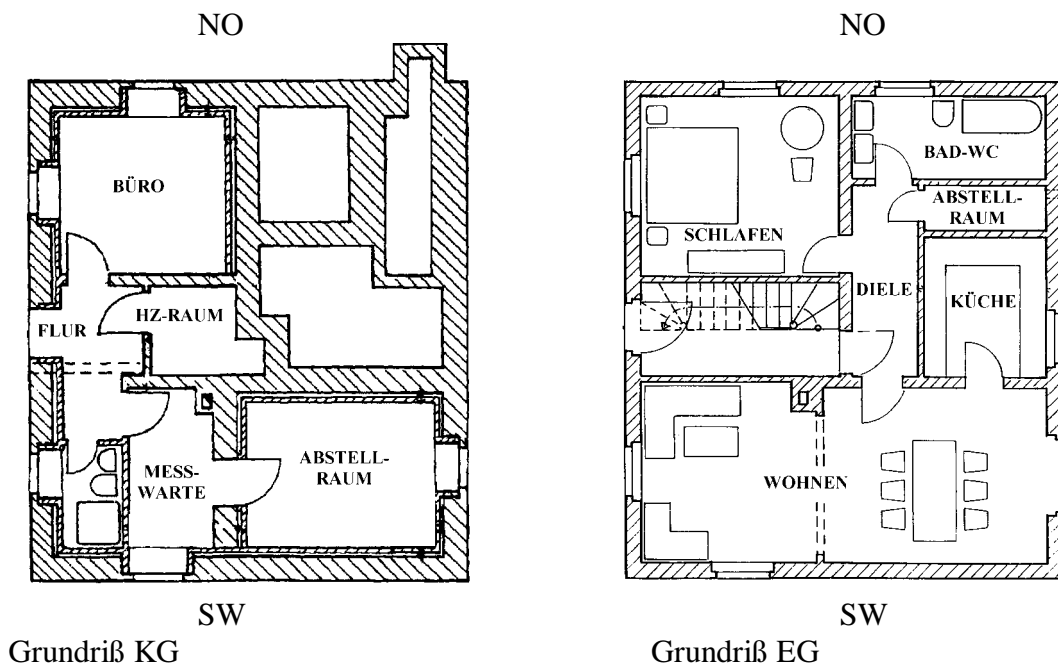 NO
BÜRO
HZ-RAUM
FLUR
MESS-
WARTE
ABSTELL-
RAUM
SW
Grundriß KG
NO
BAD-WC
ABSTELL-
RAUM
SCHLAFEN
DIELE
KÜCHE
WOHNEN
SW
Grundriß EG